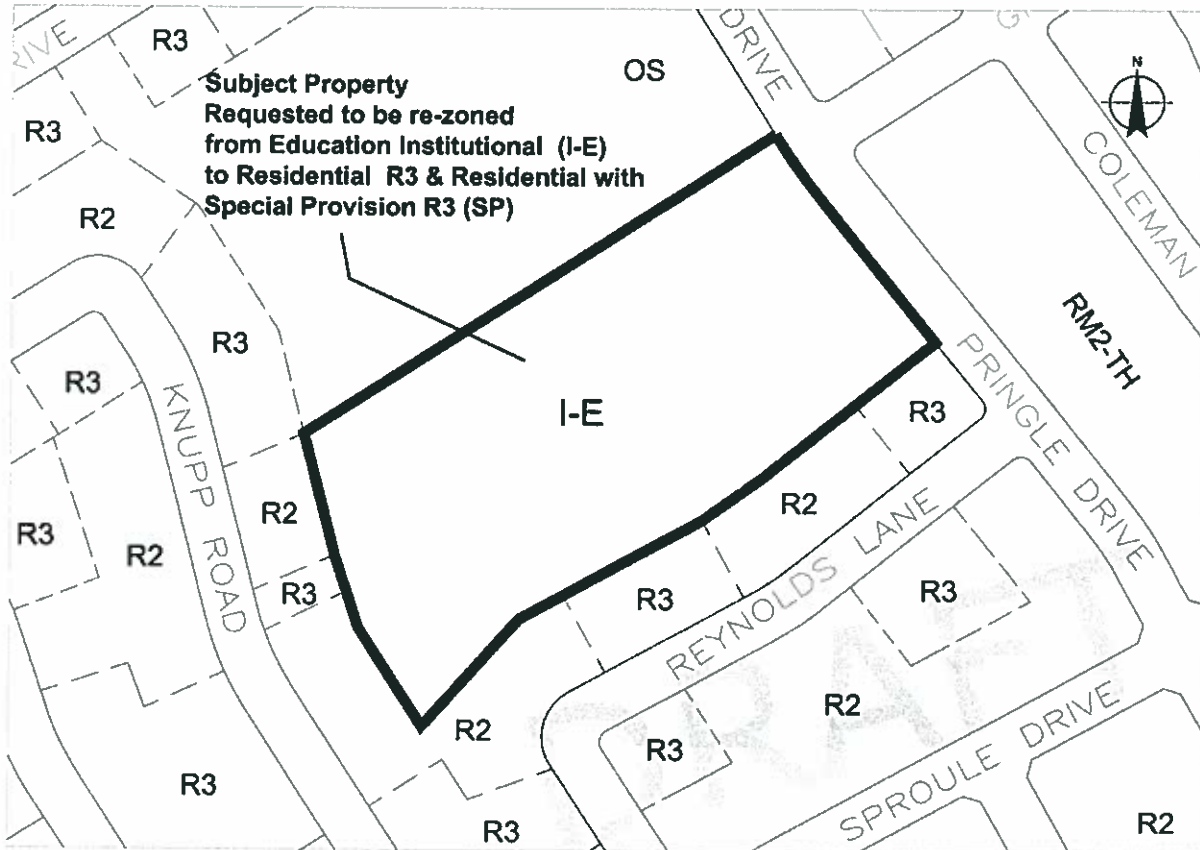 RIVE
R3
OS
DRIVE
G
N
Subject Property
Requested to be re-zoned
from Education Institutional (I-E)
to Residential R3 & Residential with
Special Provision R3 (SP)
R3
COLEMAN
R2
R3
RM2-TH
R3
I-E
PRINGLE DRIVE
R3
KNUPP ROAD
R2
R2
R3
R2
R3
R3
R3
REYNOLDS LANE
R2
R2
R3
SPROULE DRIVE
R3
R3
R2
DRAFT